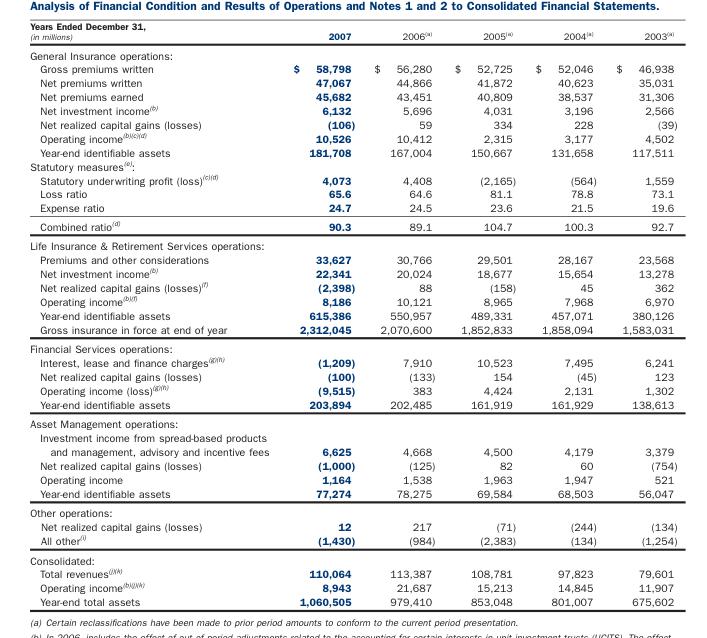 Analysis of Financial Condition and Results of Operations and Notes 1 and 2 to Consolidated Financial Statements.
Years Ended December 31,
(in millions) 2007 2006(a) 2005(a) 2004(a) 2003(a)
General Insurance operations:
Gross premiums written $ 58,798 $ 56,280 $ 52,725 $ 52,046 $ 46,938
Net premiums written 47,067 44,866 41,872 40,623 35,031
Net premiums earned 45,682 43,451 40,809 38,537 31,306
Net investment income(b) 6,132 5,696 4,031 3,196 2,566
Net realized capital gains (losses) (106) 59 334 228 (39)
Operating income(b)(c)(d) 10,526 10,412 2,315 3,177 4,502
Year-end identifiable assets 181,708 167,004 150,667 131,658 117,511
Statutory measures(e):
Statutory underwriting profit (loss)(c)(d) 4,073 4,408 (2,165) (564) 1,559
Loss ratio 65.6 64.6 81.1 78.8 73.1
Expense ratio 24.7 24.5 23.6 21.5 19.6
Combined ratio(d) 90.3 89.1 104.7 100.3 92.7
Life Insurance & Retirement Services operations:
Premiums and other considerations 33,627 30,766 29,501 28,167 23,568
Net investment income(b) 22,341 20,024 18,677 15,654 13,278
Net realized capital gains (losses)(f) (2,398) 88 (158) 45 362
Operating income(b)(f) 8,186 10,121 8,965 7,968 6,970
Year-end identifiable assets 615,386 550,957 489,331 457,071 380,126
Gross insurance in force at end of year 2,312,045 2,070,600 1,852,833 1,858,094 1,583,031
Financial Services operations:
Interest, lease and finance charges(g)(h) (1,209) 7,910 10,523 7,495 6,241
Net realized capital gains (losses) (100) (133) 154 (45) 123
Operating income (loss)(g)(h) (9,515) 383 4,424 2,131 1,302
Year-end identifiable assets 203,894 202,485 161,919 161,929 138,613
Asset Management operations:
Investment income from spread-based products
and management, advisory and incentive fees 6,625 4,668 4,500 4,179 3,379
Net realized capital gains (losses) (1,000) (125) 82 60 (754)
Operating income 1,164 1,538 1,963 1,947 521
Year-end identifiable assets 77,274 78,275 69,584 68,503 56,047
Other operations:
Net realized capital gains (losses) 12 217 (71) (244) (134)
All other(i) (1,430) (984) (2,383) (134) (1,254)
Consolidated:
Total revenues(j)(k) 110,064 113,387 108,781 97,823 79,601
Operating income(b)(j)(k) 8,943 21,687 15,213 14,845 11,907
Year-end total assets 1,060,505 979,410 853,048 801,007 675,602
(a) Certain reclassifications have been made to prior period amounts to conform to the current period presentation.
(b) In 2006, includes the effect of out of period adjustments related to the accounting for certain interests in unit investment trusts (UCITS). The effect